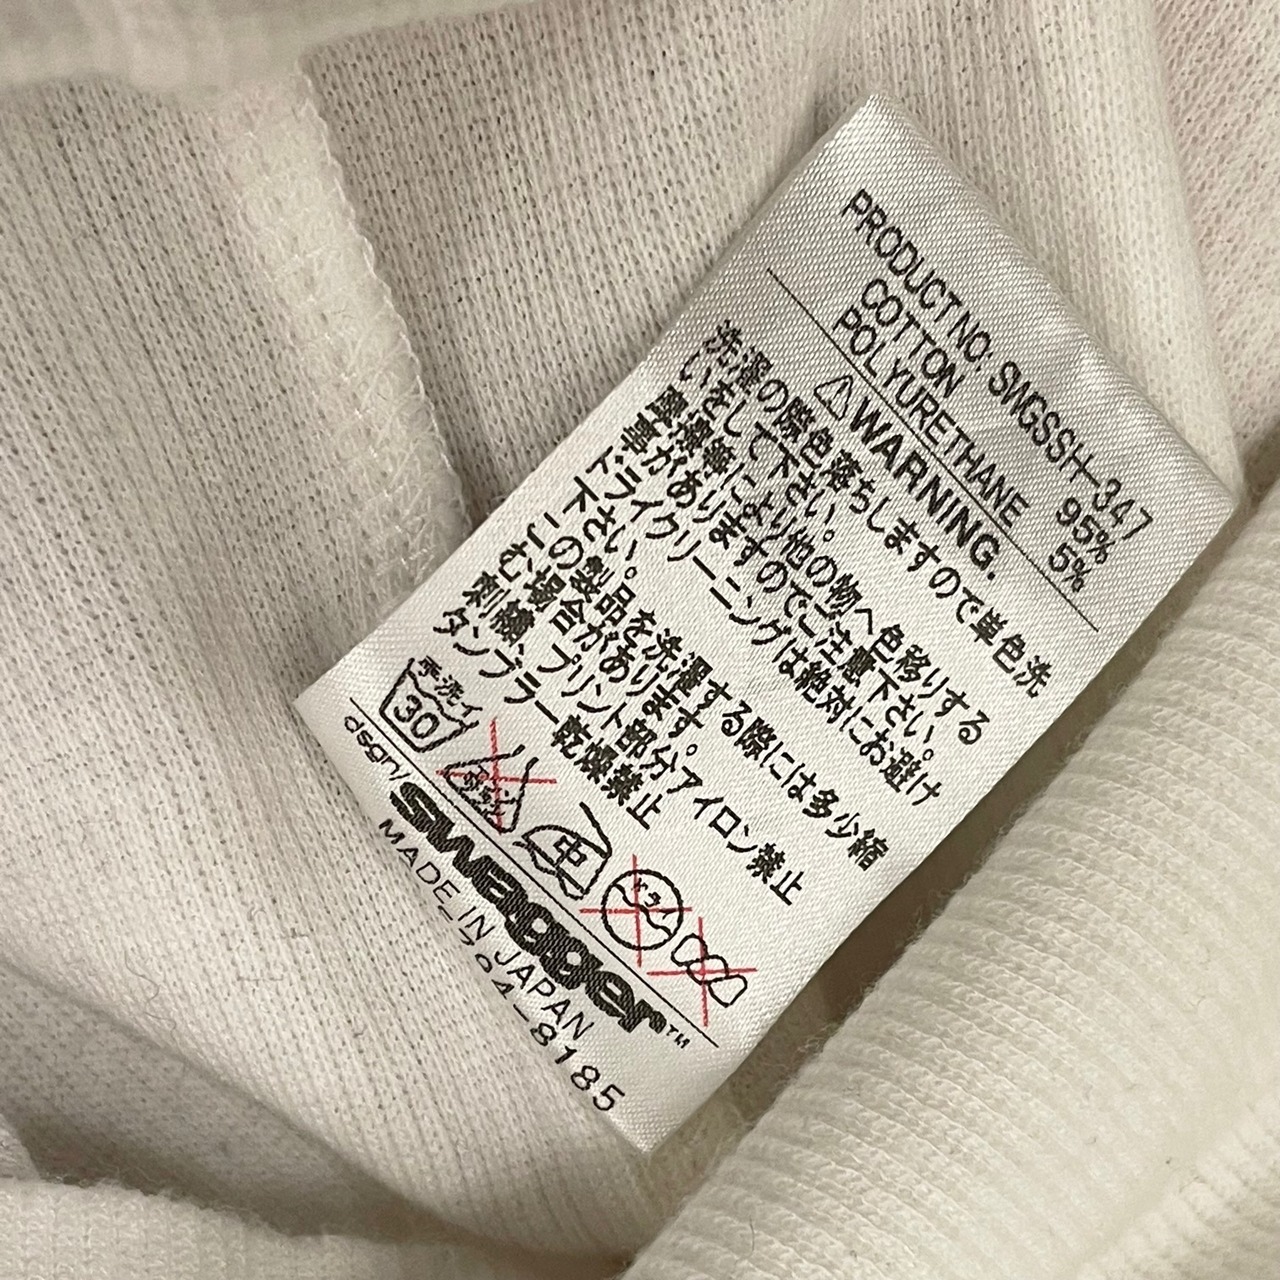 PRODUCT NO: SWGSSH-347
COTTON 95%
POLYURETHANE 5%
⚠WARNING.
洗濯の際色落ちしますので単色洗
いをして下さい。
摩擦等により他の物へ色移りする
事がありますのでご注意下さい。
ドライクリーニングは絶対にお避け
下さい。
この製品を洗濯する際には多少縮
む場合があります。
刺繍、プリント部分アイロン禁止
タンブラー乾燥禁止
手洗イ
30
中
dsgn/
swagger™
MADE_IN JAPAN
8185